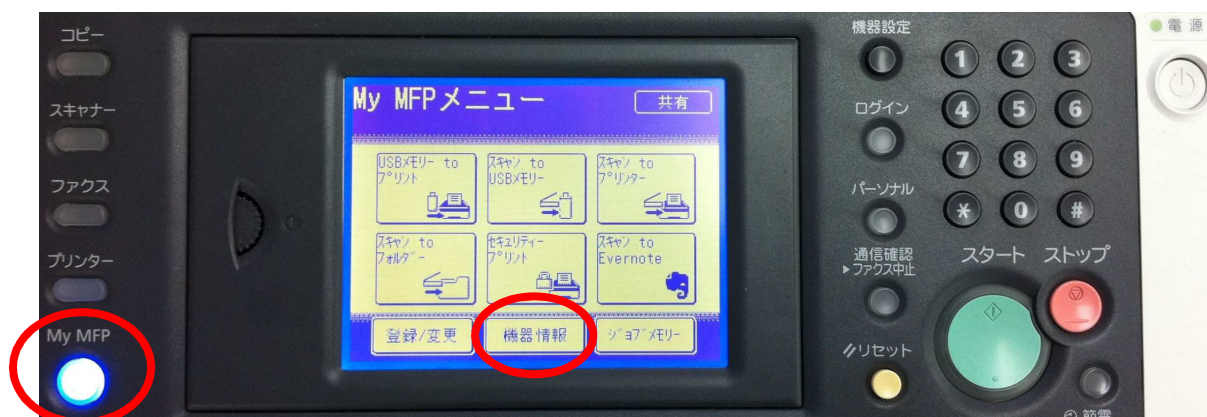 コピー
スキャナー
ファクス
プリンター
My MFP
My MFPメニュー
共有
USBメモリー to
プリント
スキャン to
USBメモリー
スキャン to
プリンター
スキャン to
フォルダー
セキュリティー
プリント
スキャン to
Evernote
登録/変更
機器情報
ジョブメモリー
機器設定
ログイン
パーソナル
通信確認
▶ファクス中止
リセット
1 2 3
4 5 6
7 8 9
* 0 #
スタート
ストップ
節電
電源